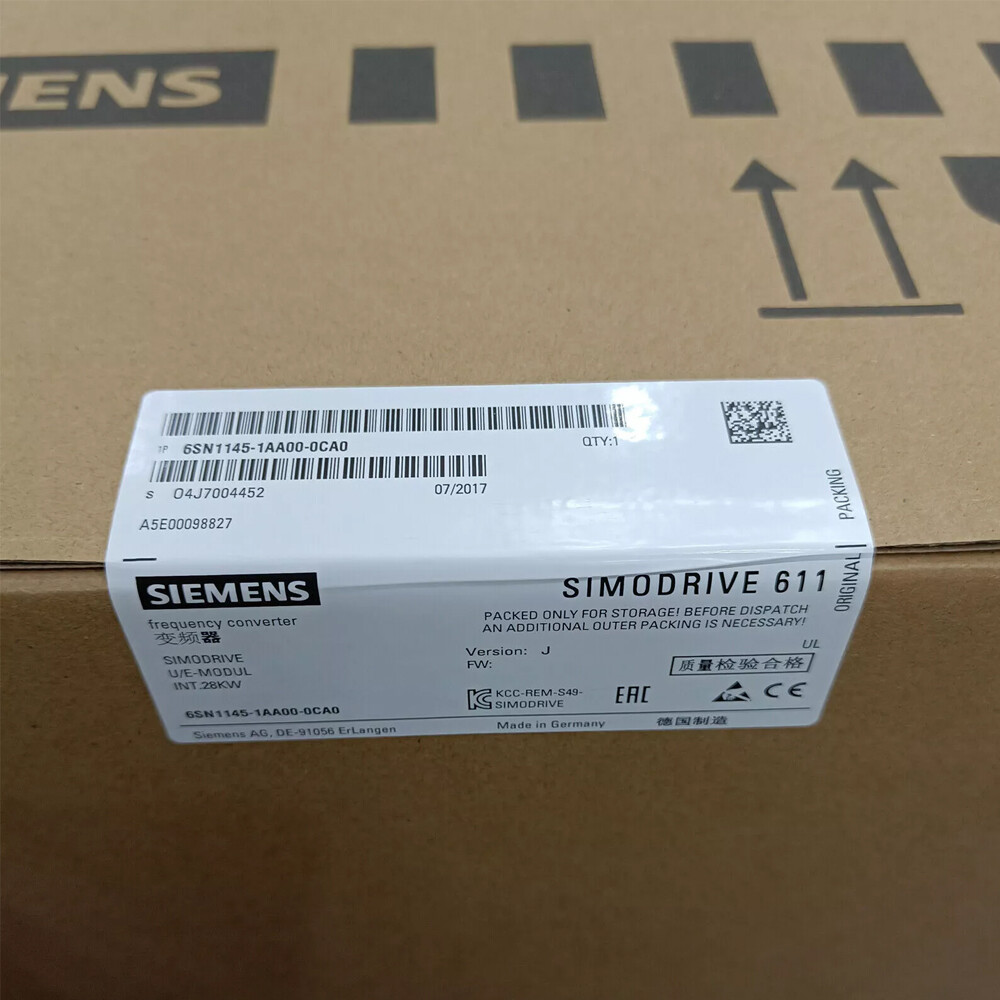 IENS
1P 6SN1145-1AA00-0CA0
QTY:1
S O4J7004452
07/2017
A5E00098827
ORIGINAL PACKING
SIEMENS
SIMODRIVE 611
frequency converter
变频器
PACKED ONLY FOR STORAGE! BEFORE DISPATCH
AN ADDITIONAL OUTER PACKING IS NECESSARY!
SIMODRIVE
U/E-MODUL
INT.28KW
Version: J
FW:
UL
质量检验合格
KCC-REM-S49-
SIMODRIVE
EAC
CE
6SN1145-1AA00-0CA0
Siemens AG, DE-91056 ErLangen
Made in Germany
德国制造